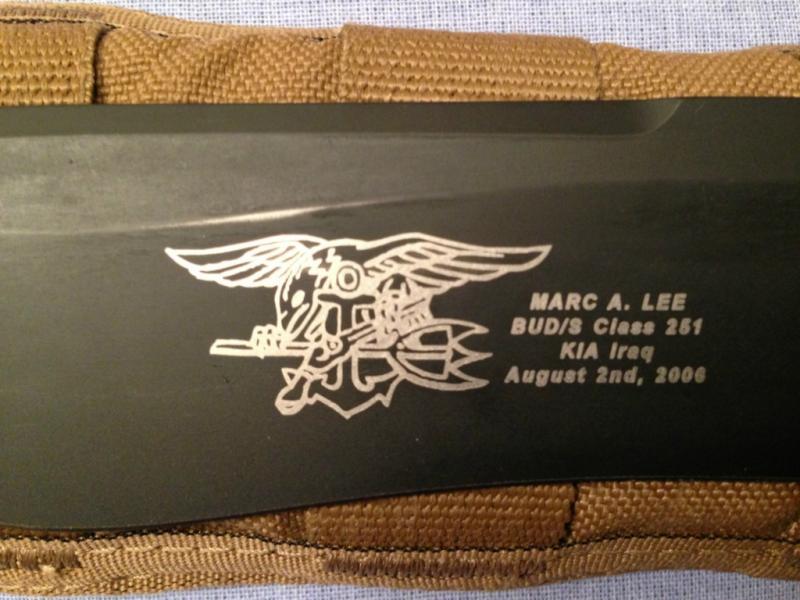 MARC A. LEE
BUD/S Class 251
KIA Iraq
August 2nd, 2006